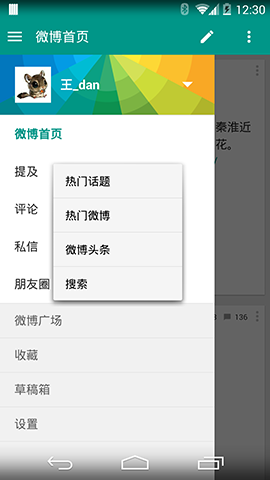 12:30
微博首页
王_dan
微博首页
提及
评论
私信
朋友圈
热门话题
热门微博
微博头条
搜索
微博广场
收藏
草稿箱
设置
秦淮近
花。
136